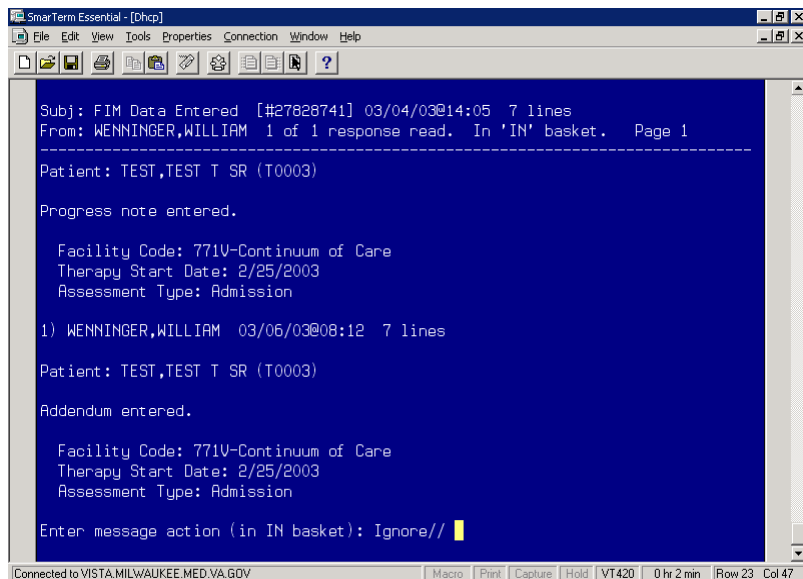 SmarTerm Essential - [Dhcp]
File Edit View Tools Properties Connection Window Help
Subj: FIM Data Entered [#27828741] 03/04/03@14:05 7 lines
From: WENNINGER,WILLIAM 1 of 1 response read. In 'IN' basket. Page 1
-------------------------------------------------------------------------------
Patient: TEST,TEST T SR (T0003)
Progress note entered.
Facility Code: 771V-Continuum of Care
Therapy Start Date: 2/25/2003
Assessment Type: Admission
1) WENNINGER,WILLIAM 03/06/03@08:12 7 lines
Patient: TEST,TEST T SR (T0003)
Addendum entered.
Facility Code: 771V-Continuum of Care
Therapy Start Date: 2/25/2003
Assessment Type: Admission
Enter message action (in IN basket): Ignore//
Connected to VISTA.MILWAUKEE.MED.VA.GOV Macro Print Capture Hold VT420 0 hr 2 min Row 23 Col 47